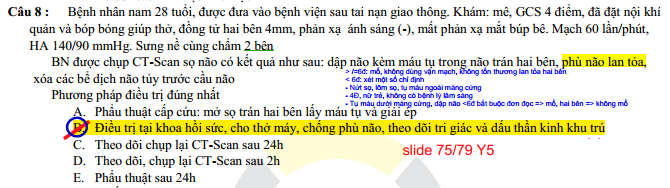 Câu 8 : Bệnh nhân nam 28 tuổi, được đưa vào bệnh viện sau tai nạn giao thông. Khám: mê, GCS 4 điểm, đã đặt nội khí
quản và bóp bóng giúp thở, đồng tử hai bên 4mm, phản xạ ánh sáng (-), mất phản xạ mắt búp bê. Mạch 60 lần/phút,
HA 140/90 mmHg. Sưng nề cùng chẩm 2 bên
BN được chụp CT-Scan sọ não có kết quả như sau: dập não kèm máu tụ trong não trán hai bên, phù não lan tỏa,
xóa các bể dịch não tủy trước cầu não
> /=6đ: mổ, không dùng vận mạch, không tổn thương lan tỏa hai bên
< 6đ: xét một số chỉ định
- Nứt sọ, lõm sọ, tụ máu ngoài màng cứng
- 4Đ, nữ trẻ, không có bệnh lý lâm sàng
- Tụ máu dưới màng cứng, dập não <6đ bắt buộc đơn độc => mổ, hai bên => không mổ
Phương pháp điều trị đúng nhất
A. Phẫu thuật cấp cứu: mở sọ trán hai bên lấy máu tụ và giải ép
B. Điều trị tại khoa hồi sức, cho thở máy, chống phù não, theo dõi tri giác và dấu thần kinh khu trú
C. Theo dõi chụp lại CT-Scan sau 24h
slide 75/79 Y5
D. Theo dõi, chụp lại CT-Scan sau 2h
E. Phẫu thuật sau 24h